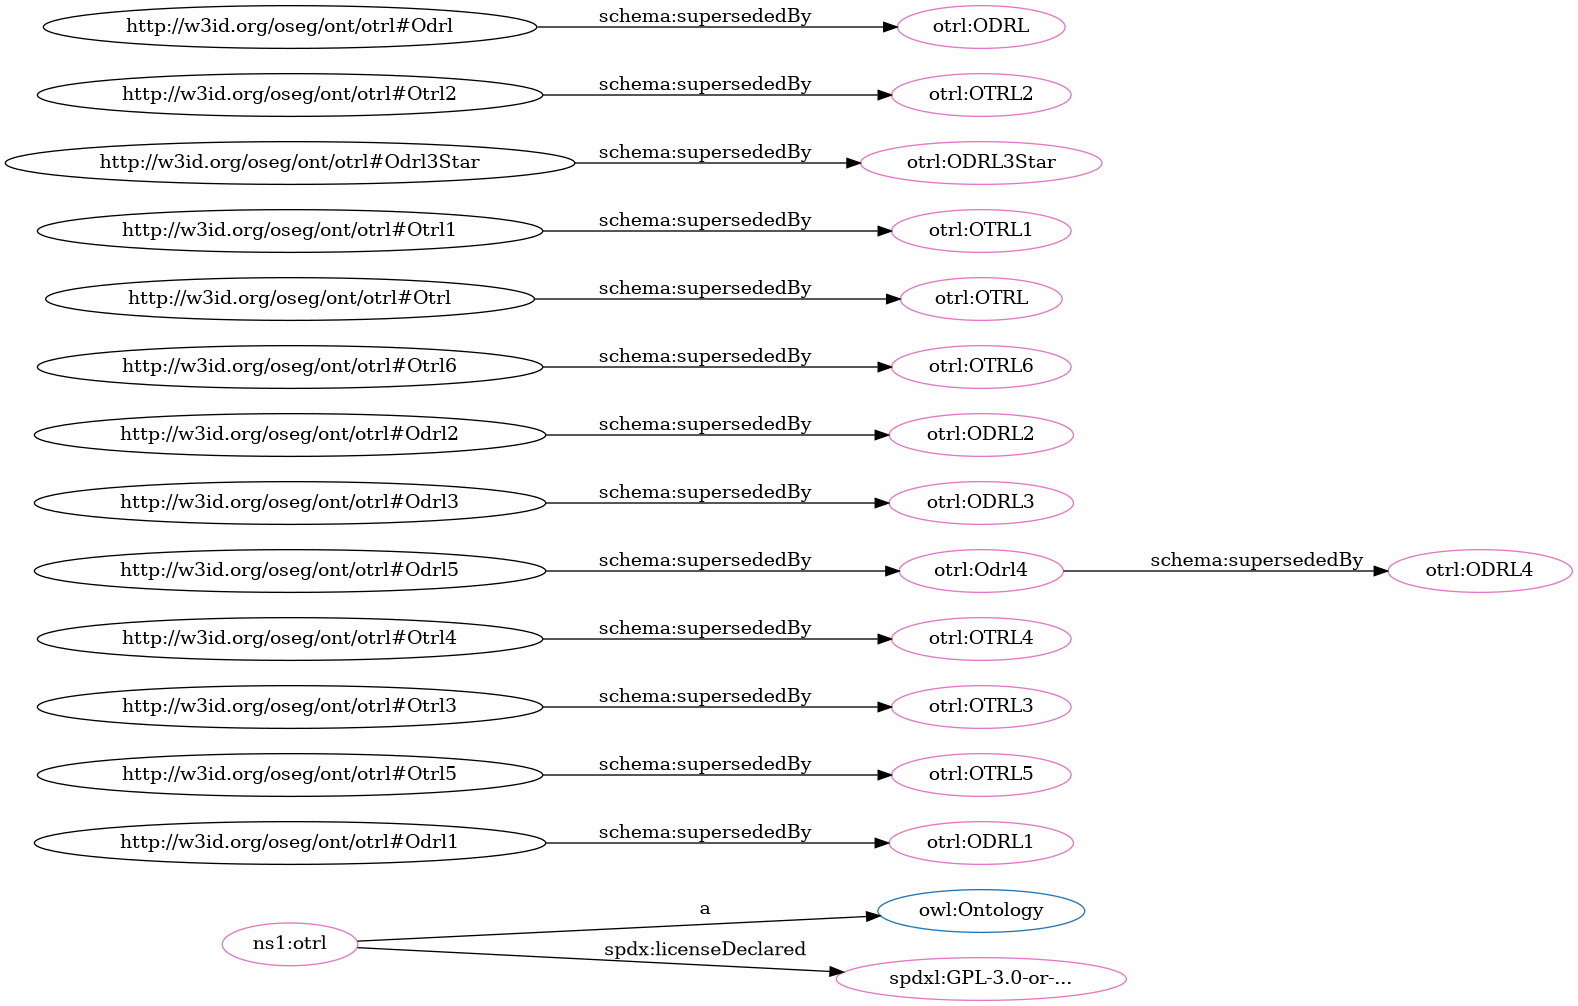 http://w3id.org/oseg/ont/otrl#Odrl schema:supersededBy otrl:ODRL
http://w3id.org/oseg/ont/otrl#Otrl2 schema:supersededBy otrl:OTRL2
http://w3id.org/oseg/ont/otrl#Odrl3Star schema:supersededBy otrl:ODRL3Star
http://w3id.org/oseg/ont/otrl#Otrl1 schema:supersededBy otrl:OTRL1
http://w3id.org/oseg/ont/otrl#Otrl schema:supersededBy otrl:OTRL
http://w3id.org/oseg/ont/otrl#Otrl6 schema:supersededBy otrl:OTRL6
http://w3id.org/oseg/ont/otrl#Odrl2 schema:supersededBy otrl:ODRL2
http://w3id.org/oseg/ont/otrl#Odrl3 schema:supersededBy otrl:ODRL3
http://w3id.org/oseg/ont/otrl#Odrl5 schema:supersededBy otrl:Odrl4 schema:supersededBy otrl:ODRL4
http://w3id.org/oseg/ont/otrl#Otrl4 schema:supersededBy otrl:OTRL4
http://w3id.org/oseg/ont/otrl#Otrl3 schema:supersededBy otrl:OTRL3
http://w3id.org/oseg/ont/otrl#Otrl5 schema:supersededBy otrl:OTRL5
http://w3id.org/oseg/ont/otrl#Odrl1 schema:supersededBy otrl:ODRL1
a owl:Ontology
ns1:otrl
spdx:licenseDeclared spdxl:GPL-3.0-or-...